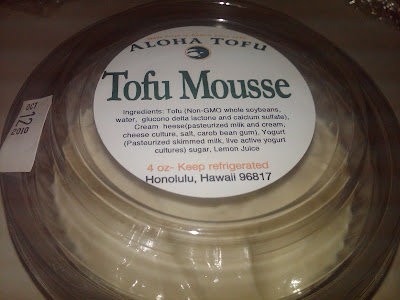 ALOHA TOFU
Tofu Mousse
Ingredients: Tofu (Non-GMO whole soybeans,
water, glucono delta lactone and calcium sulfate),
Cream heese(pasteurized milk and cream,
cheese culture, salt, carob bean gum), Yogurt
(Pasteurized skimmed milk, live active yogurt
cultures) sugar, Lemon Juice
4 oz- Keep refrigerated
Honolulu, Hawaii 96817
OCT
12
2010